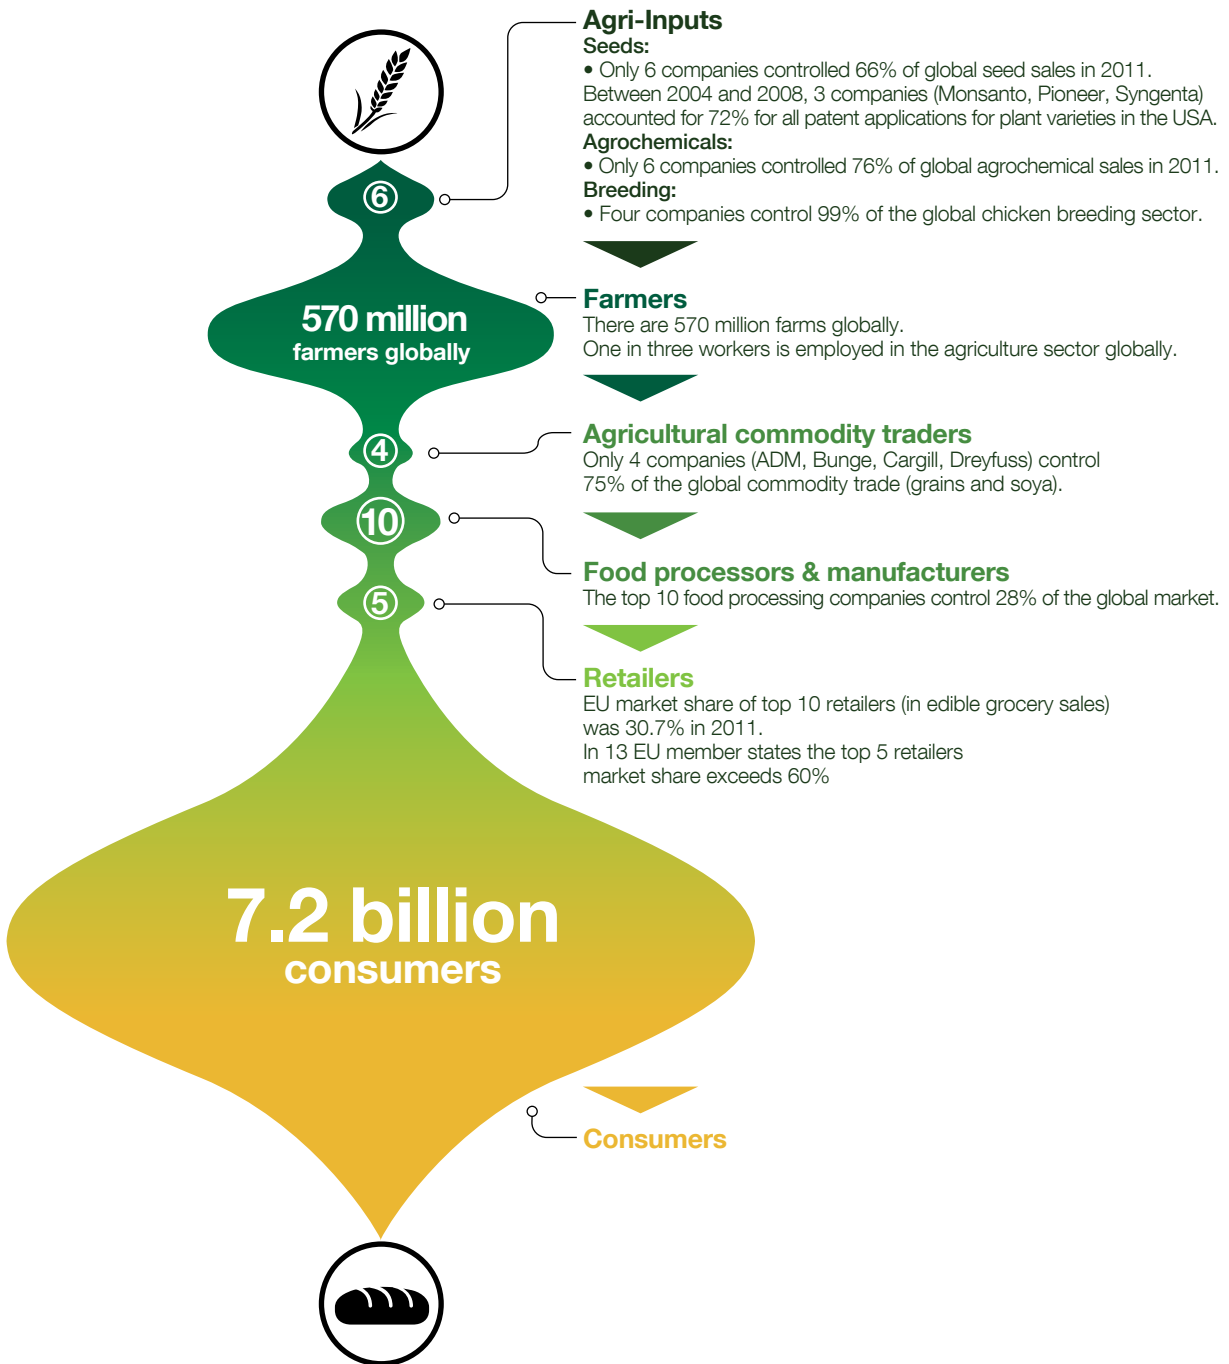 Agri-Inputs
Seeds:
• Only 6 companies controlled 66% of global seed sales in 2011.
Between 2004 and 2008, 3 companies (Monsanto, Pioneer, Syngenta)
accounted for 72% for all patent applications for plant varieties in the USA.
Agrochemicals:
• Only 6 companies controlled 76% of global agrochemical sales in 2011.
Breeding:
• Four companies control 99% of the global chicken breeding sector.
6
Farmers
There are 570 million farms globally.
One in three workers is employed in the agriculture sector globally.
570 million
farmers globally
Agricultural commodity traders
Only 4 companies (ADM, Bunge, Cargill, Dreyfuss) control
75% of the global commodity trade (grains and soya).
4
10
Food processors & manufacturers
The top 10 food processing companies control 28% of the global market.
5
Retailers
EU market share of top 10 retailers (in edible grocery sales)
was 30.7% in 2011.
In 13 EU member states the top 5 retailers
market share exceeds 60%
7.2 billion
consumers
Consumers